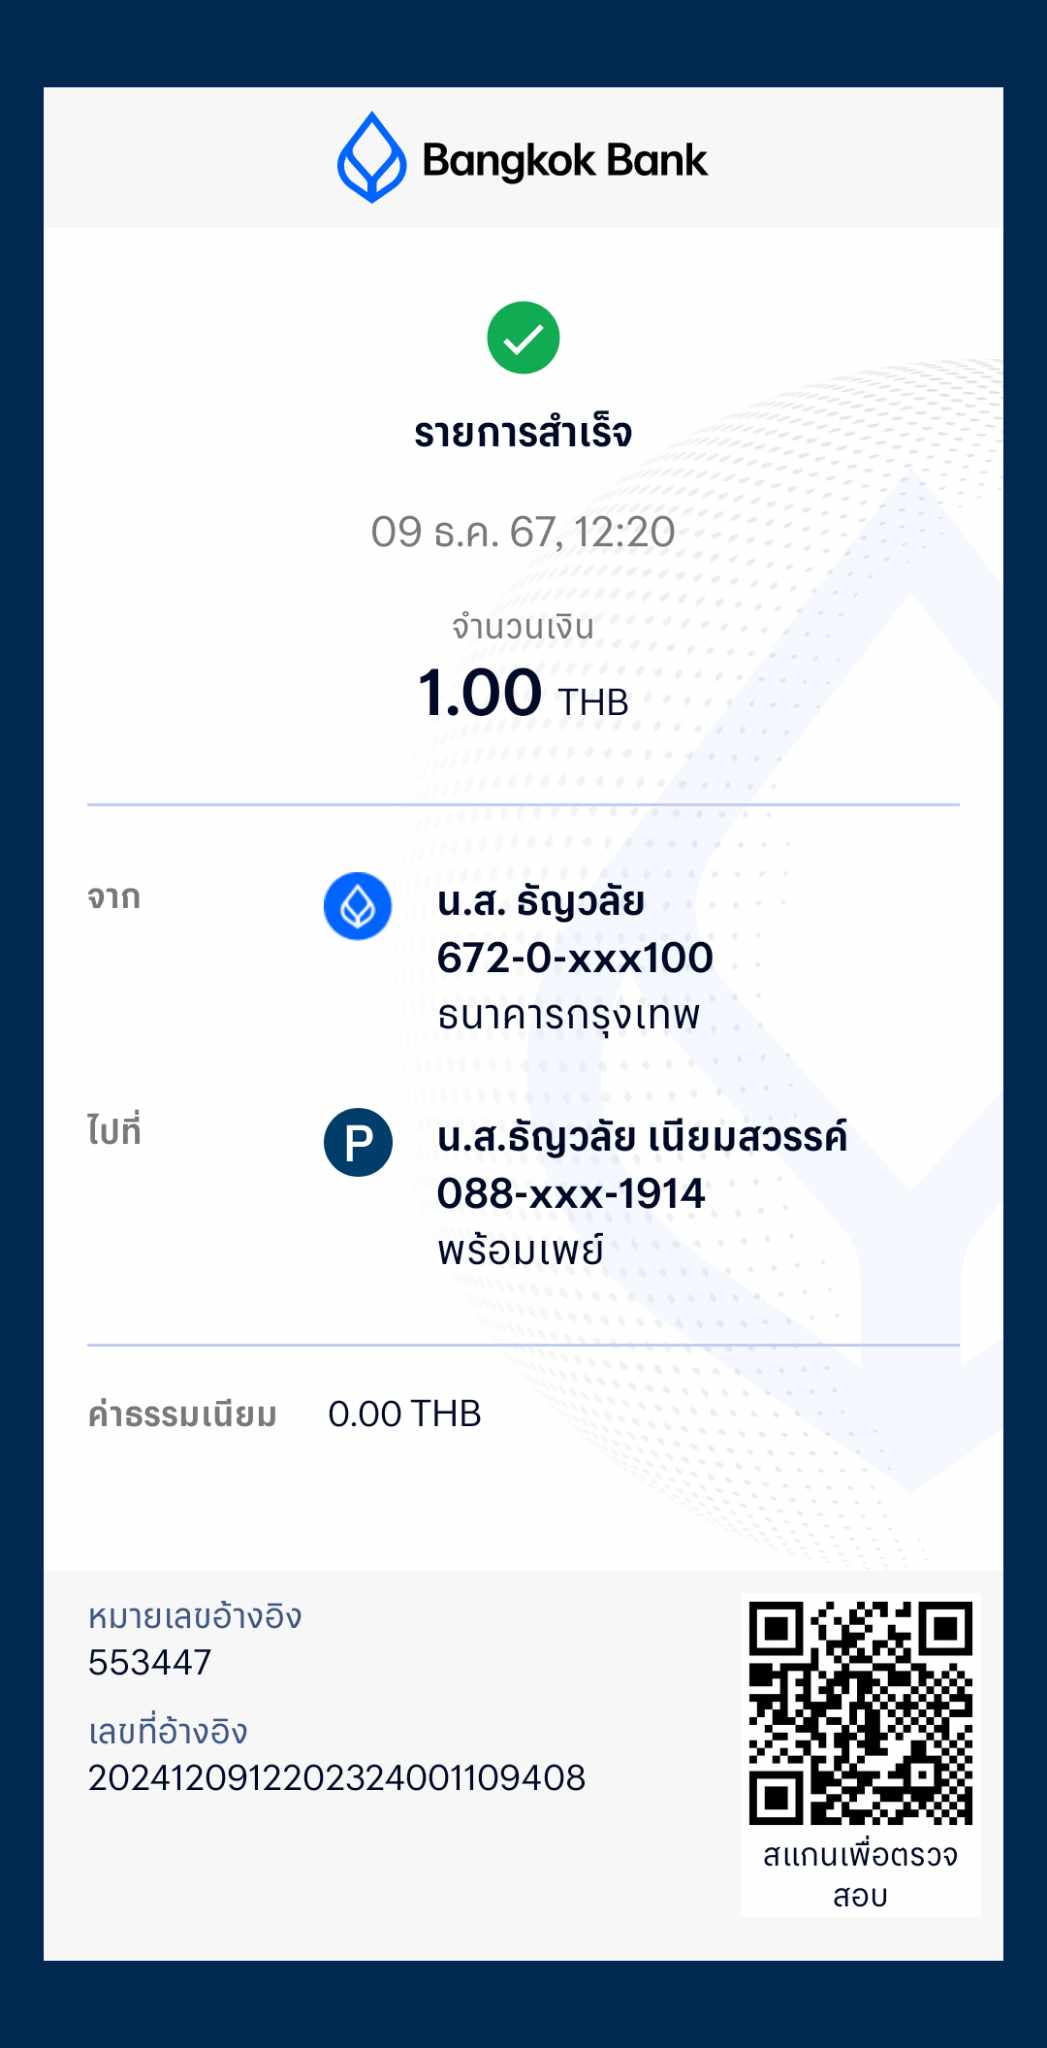 Bangkok Bank
รายการสำเร็จ
09 ธ.ค. 67, 12:20
จำนวนเงิน
1.00 THB
จาก
น.ส. ธัญวลัย
672-0-xxx100
ธนาคารกรุงเทพ
ไปที่
P
น.ส.ธัญวลัย เนียมสวรรค์
088-xxx-1914
พร้อมเพย์
ค่าธรรมเนียม 0.00 THB
หมายเลขอ้างอิง
553447
เลขที่อ้างอิง
2024120912202324001109408
สแกนเพื่อตรวจ
สอบ